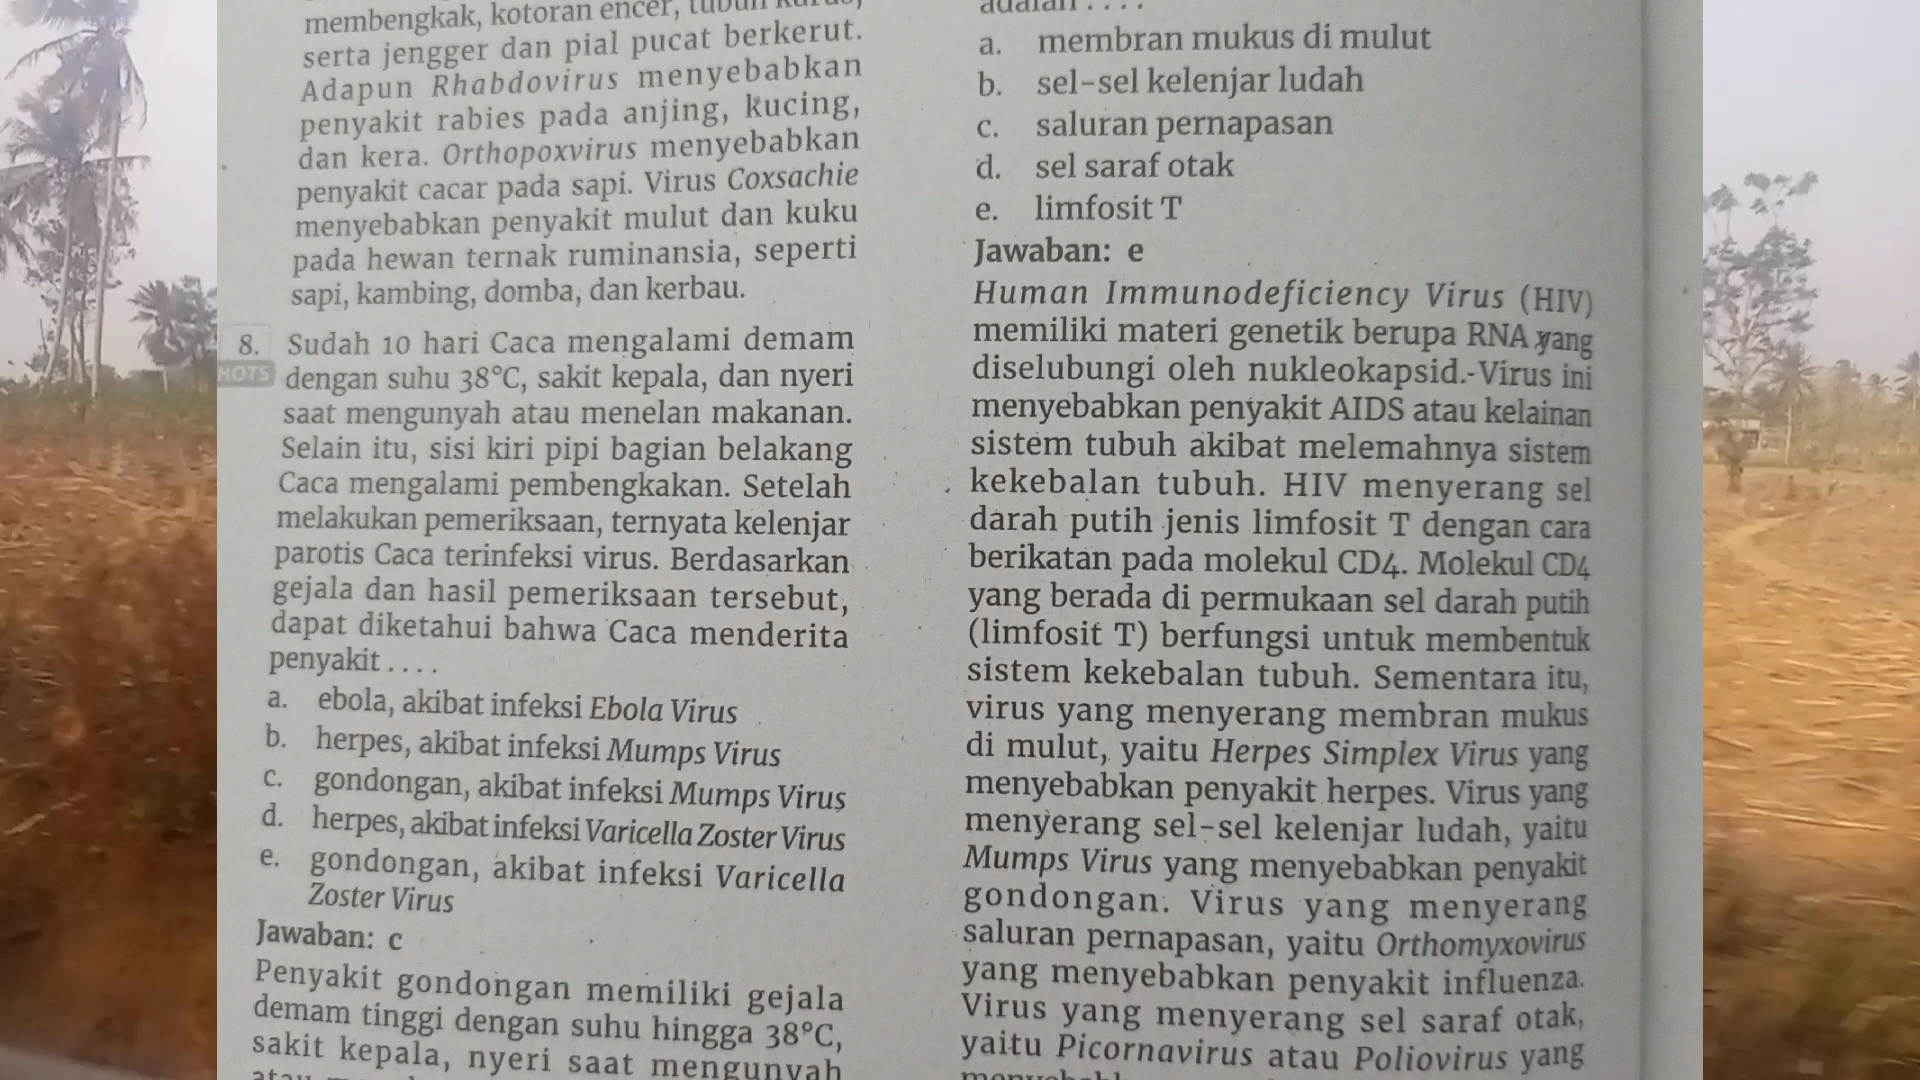 membengkak, kotoran encer, tubuh kurus,
serta jengger dan pial pucat berkerut.
Adapun Rhabdovirus menyebabkan
penyakit rabies pada anjing, kucing,
dan kera. Orthopoxvirus menyebabkan
penyakit cacar pada sapi. Virus Coxsachie
menyebabkan penyakit mulut dan kuku
pada hewan ternak ruminansia, seperti
sapi, kambing, domba, dan kerbau.
8. Sudah 10 hari Caca mengalami demam
HOTS dengan suhu 38°C, sakit kepala, dan nyeri
saat mengunyah atau menelan makanan.
Selain itu, sisi kiri pipi bagian belakang
Caca mengalami pembengkakan. Setelah
melakukan pemeriksaan, ternyata kelenjar
parotis Caca terinfeksi virus. Berdasarkan
gejala dan hasil pemeriksaan tersebut,
dapat diketahui bahwa Caca menderita
penyakit . . . .
a. ebola, akibat infeksi Ebola Virus
b. herpes, akibat infeksi Mumps Virus
c. gondongan, akibat infeksi Mumps Virus
d. herpes, akibat infeksi Varicella Zoster Virus
e. gondongan, akibat infeksi Varicella
Zoster Virus
Jawaban: c
Penyakit gondongan memiliki gejala
demam tinggi dengan suhu hingga 38°C,
sakit kepala, nyeri saat mengunyah
adalah . . . .
a. membran mukus di mulut
b. sel-sel kelenjar ludah
c. saluran pernapasan
d. sel saraf otak
e. limfosit T
Jawaban: e
Human Immunodeficiency Virus (HIV)
memiliki materi genetik berupa RNA yang
diselubungi oleh nukleokapsid. Virus ini
menyebabkan penyakit AIDS atau kelainan
sistem tubuh akibat melemahnya sistem
kekebalan tubuh. HIV menyerang sel
darah putih jenis limfosit T dengan cara
berikatan pada molekul CD4. Molekul CD4
yang berada di permukaan sel darah putih
(limfosit T) berfungsi untuk membentuk
sistem kekebalan tubuh. Sementara itu,
virus yang menyerang membran mukus
di mulut, yaitu Herpes Simplex Virus yang
menyebabkan penyakit herpes. Virus yang
menyerang sel-sel kelenjar ludah, yaitu
Mumps Virus yang menyebabkan penyakit
gondongan. Virus yang menyerang
saluran pernapasan, yaitu Orthomyxovirus
yang menyebabkan penyakit influenza.
Virus yang menyerang sel saraf otak,
yaitu Picornavirus atau Poliovirus yang